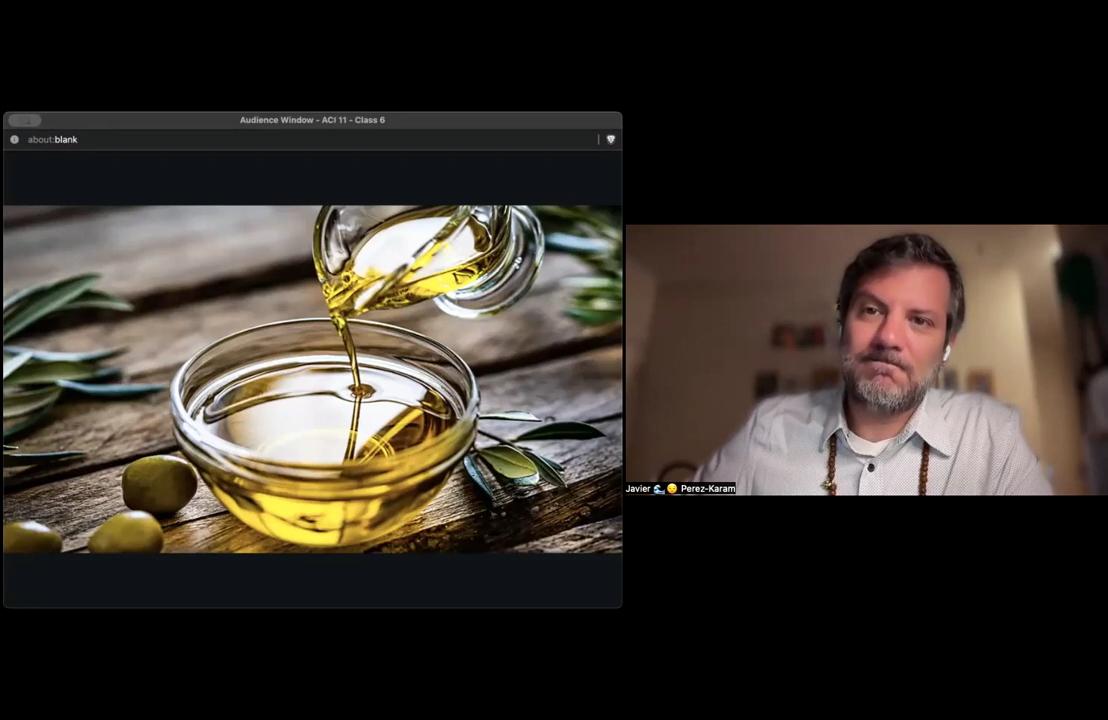 Audience Window - ACI 11 - Class 6
about:blank
Javier 🌊 😏 Perez-Karam